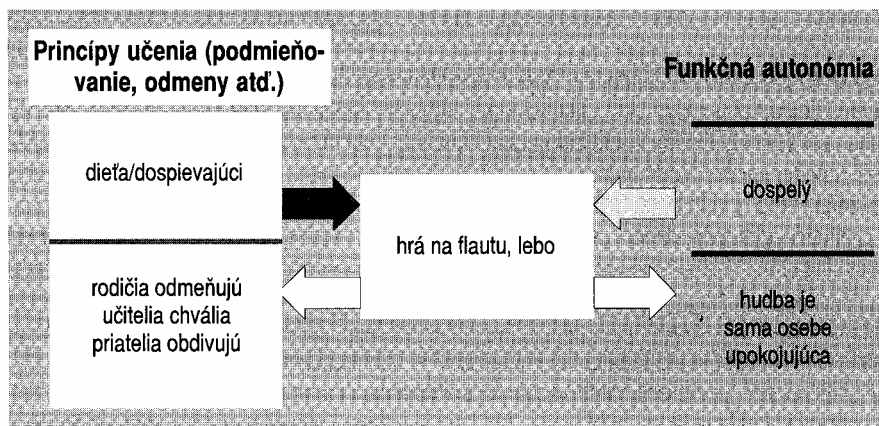 Princípy učenia (podmieňo-
vanie, odmeny atď.)
dieťa/dospievajúci
rodičia odmeňujú
učitelia chvália
priatelia obdivujú
hrá na flautu, lebo
Funkčná autonómia
dospelý
hudba je
sama osebe
upokojujúca